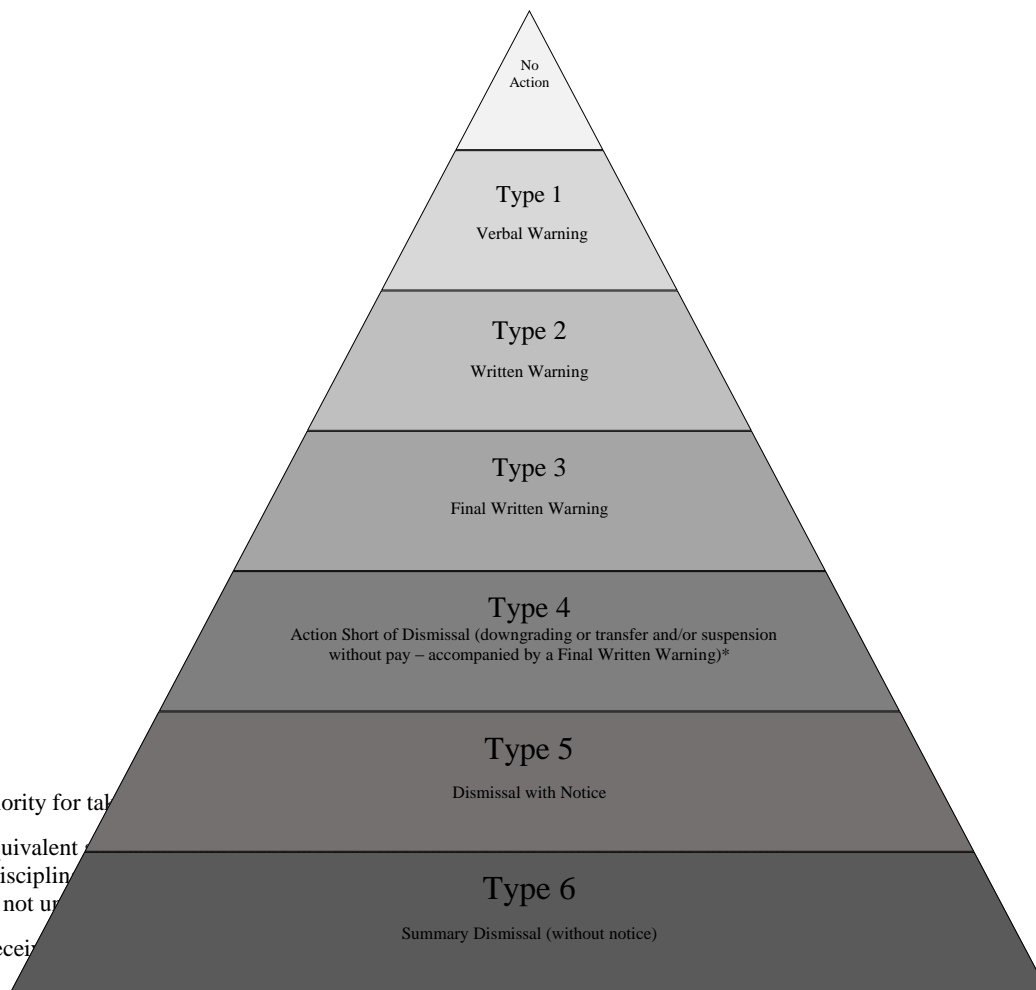 No
Action
Type 1
Verbal Warning
Type 2
Written Warning
Type 3
Final Written Warning
Type 4
Action Short of Dismissal (downgrading or transfer and/or suspension
without pay – accompanied by a Final Written Warning)*
Type 5
Dismissal with Notice
for
Type 6
not
Summary Dismissal (without notice)